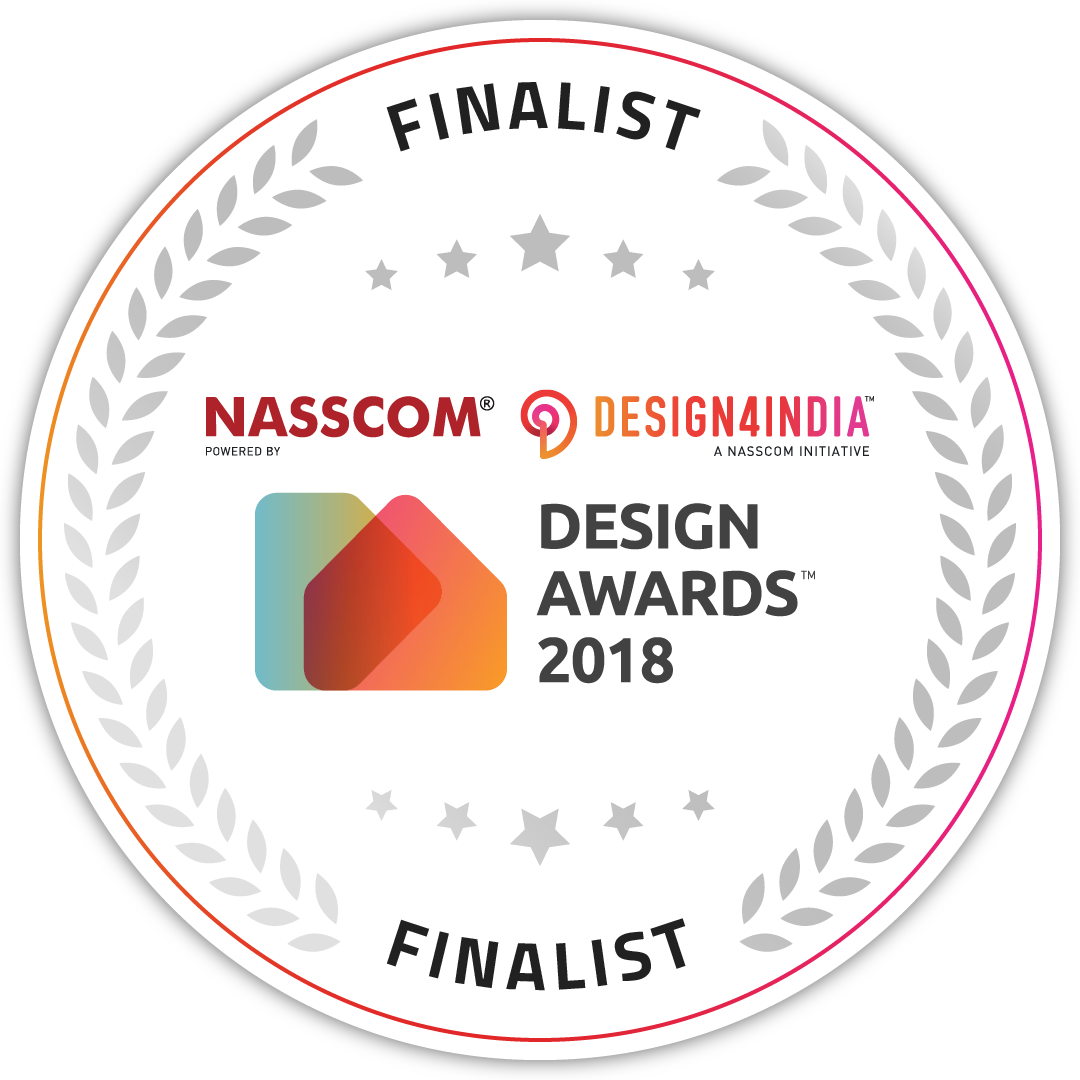 FINALIST
NASSCOM® DESIGN4INDIA™
POWERED BY A NASSCOM INITIATIVE
DESIGN
AWARDS™
2018
FINALIST